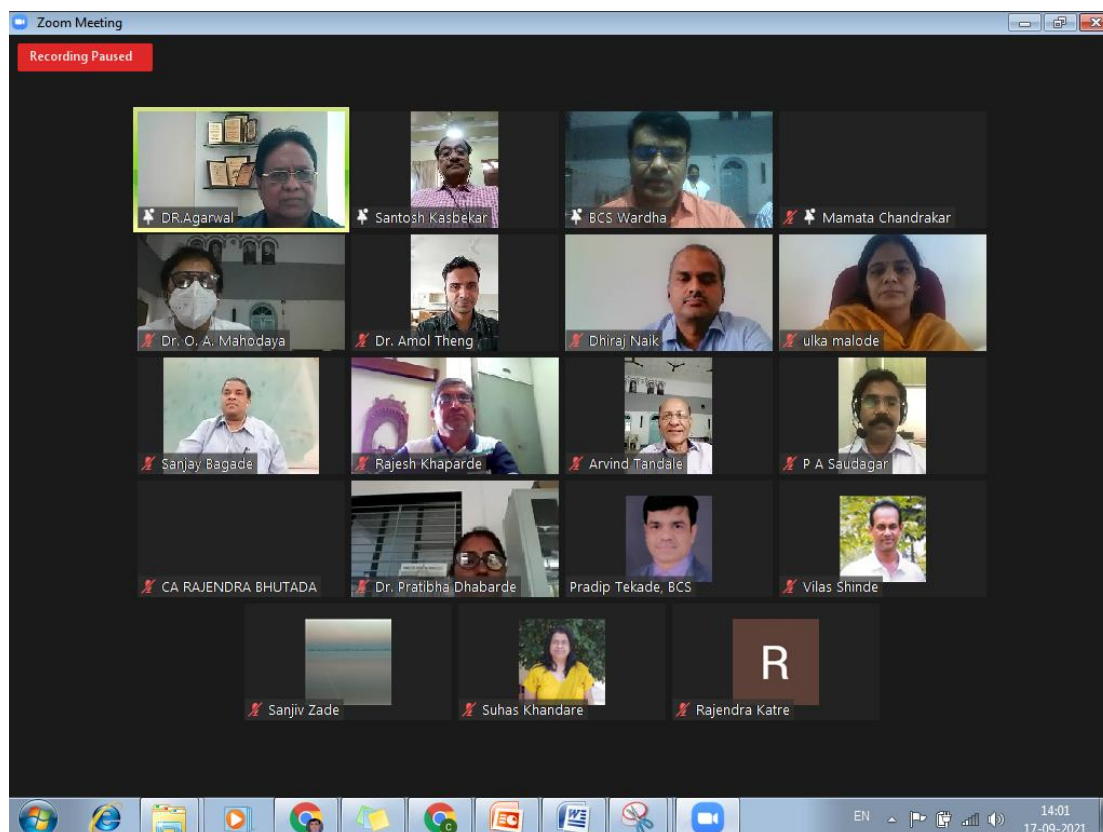 Zoom Meeting
Recording Paused
DR.Agarwal
Santosh Kasbekar
BCS Wardha
Mamata Chandrakar
Dr. O. A. Mahodaya
Dr. Amol Theng
Dhiraj Naik
ulka malode
Sanjay Bagade
Rajesh Khaparde
Arvind Tandale
P A Saudagar
CA RAJENDRA BHUTADA
Dr. Pratibha Dhabarde
Pradip Tekade, BCS
Vilas Shinde
R
Sanjiv Zade
Suhas Khandare
Rajendra Katre
EN
14:01
17-09-2021